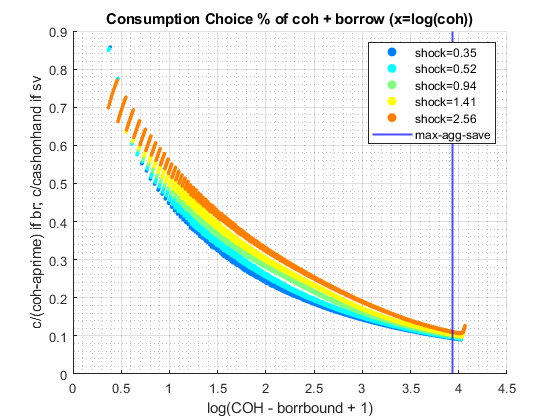 Consumption Choice % of coh + borrow (x=log(coh))
0.9
0.8
0.7
0.6
0.5
0.4
0.3
0.2
0.1
0
c/(coh-aprime) if br, c/cashonhand if sv
shock=0.35
shock=0.52
shock=0.94
shock=1.41
shock=2.56
max-agg-save
0 0.5 1 1.5 2 2.5 3 3.5 4 4.5
log(COH - borrbound + 1)